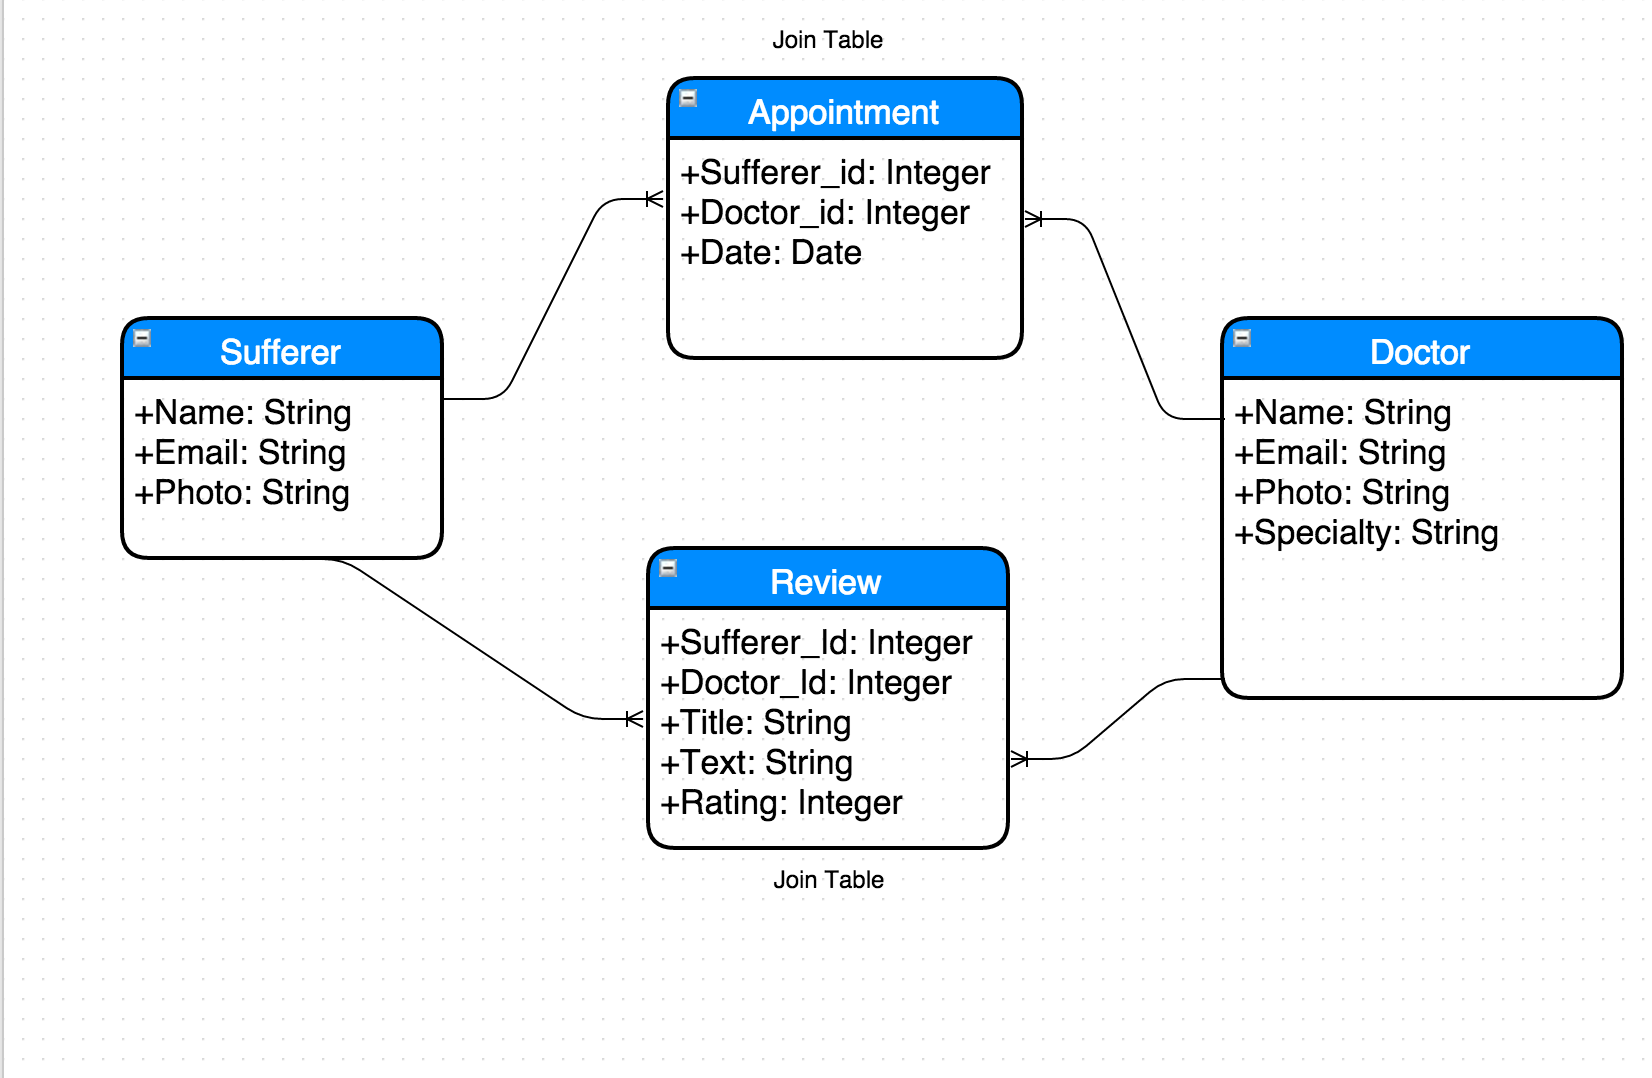 Join Table
Appointment
+Sufferer_id: Integer
+Doctor_id: Integer
+Date: Date
Sufferer
+Name: String
+Email: String
+Photo: String
Doctor
+Name: String
+Email: String
+Photo: String
+Specialty: String
Review
+Sufferer_Id: Integer
+Doctor_Id: Integer
+Title: String
+Text: String
+Rating: Integer
Join Table